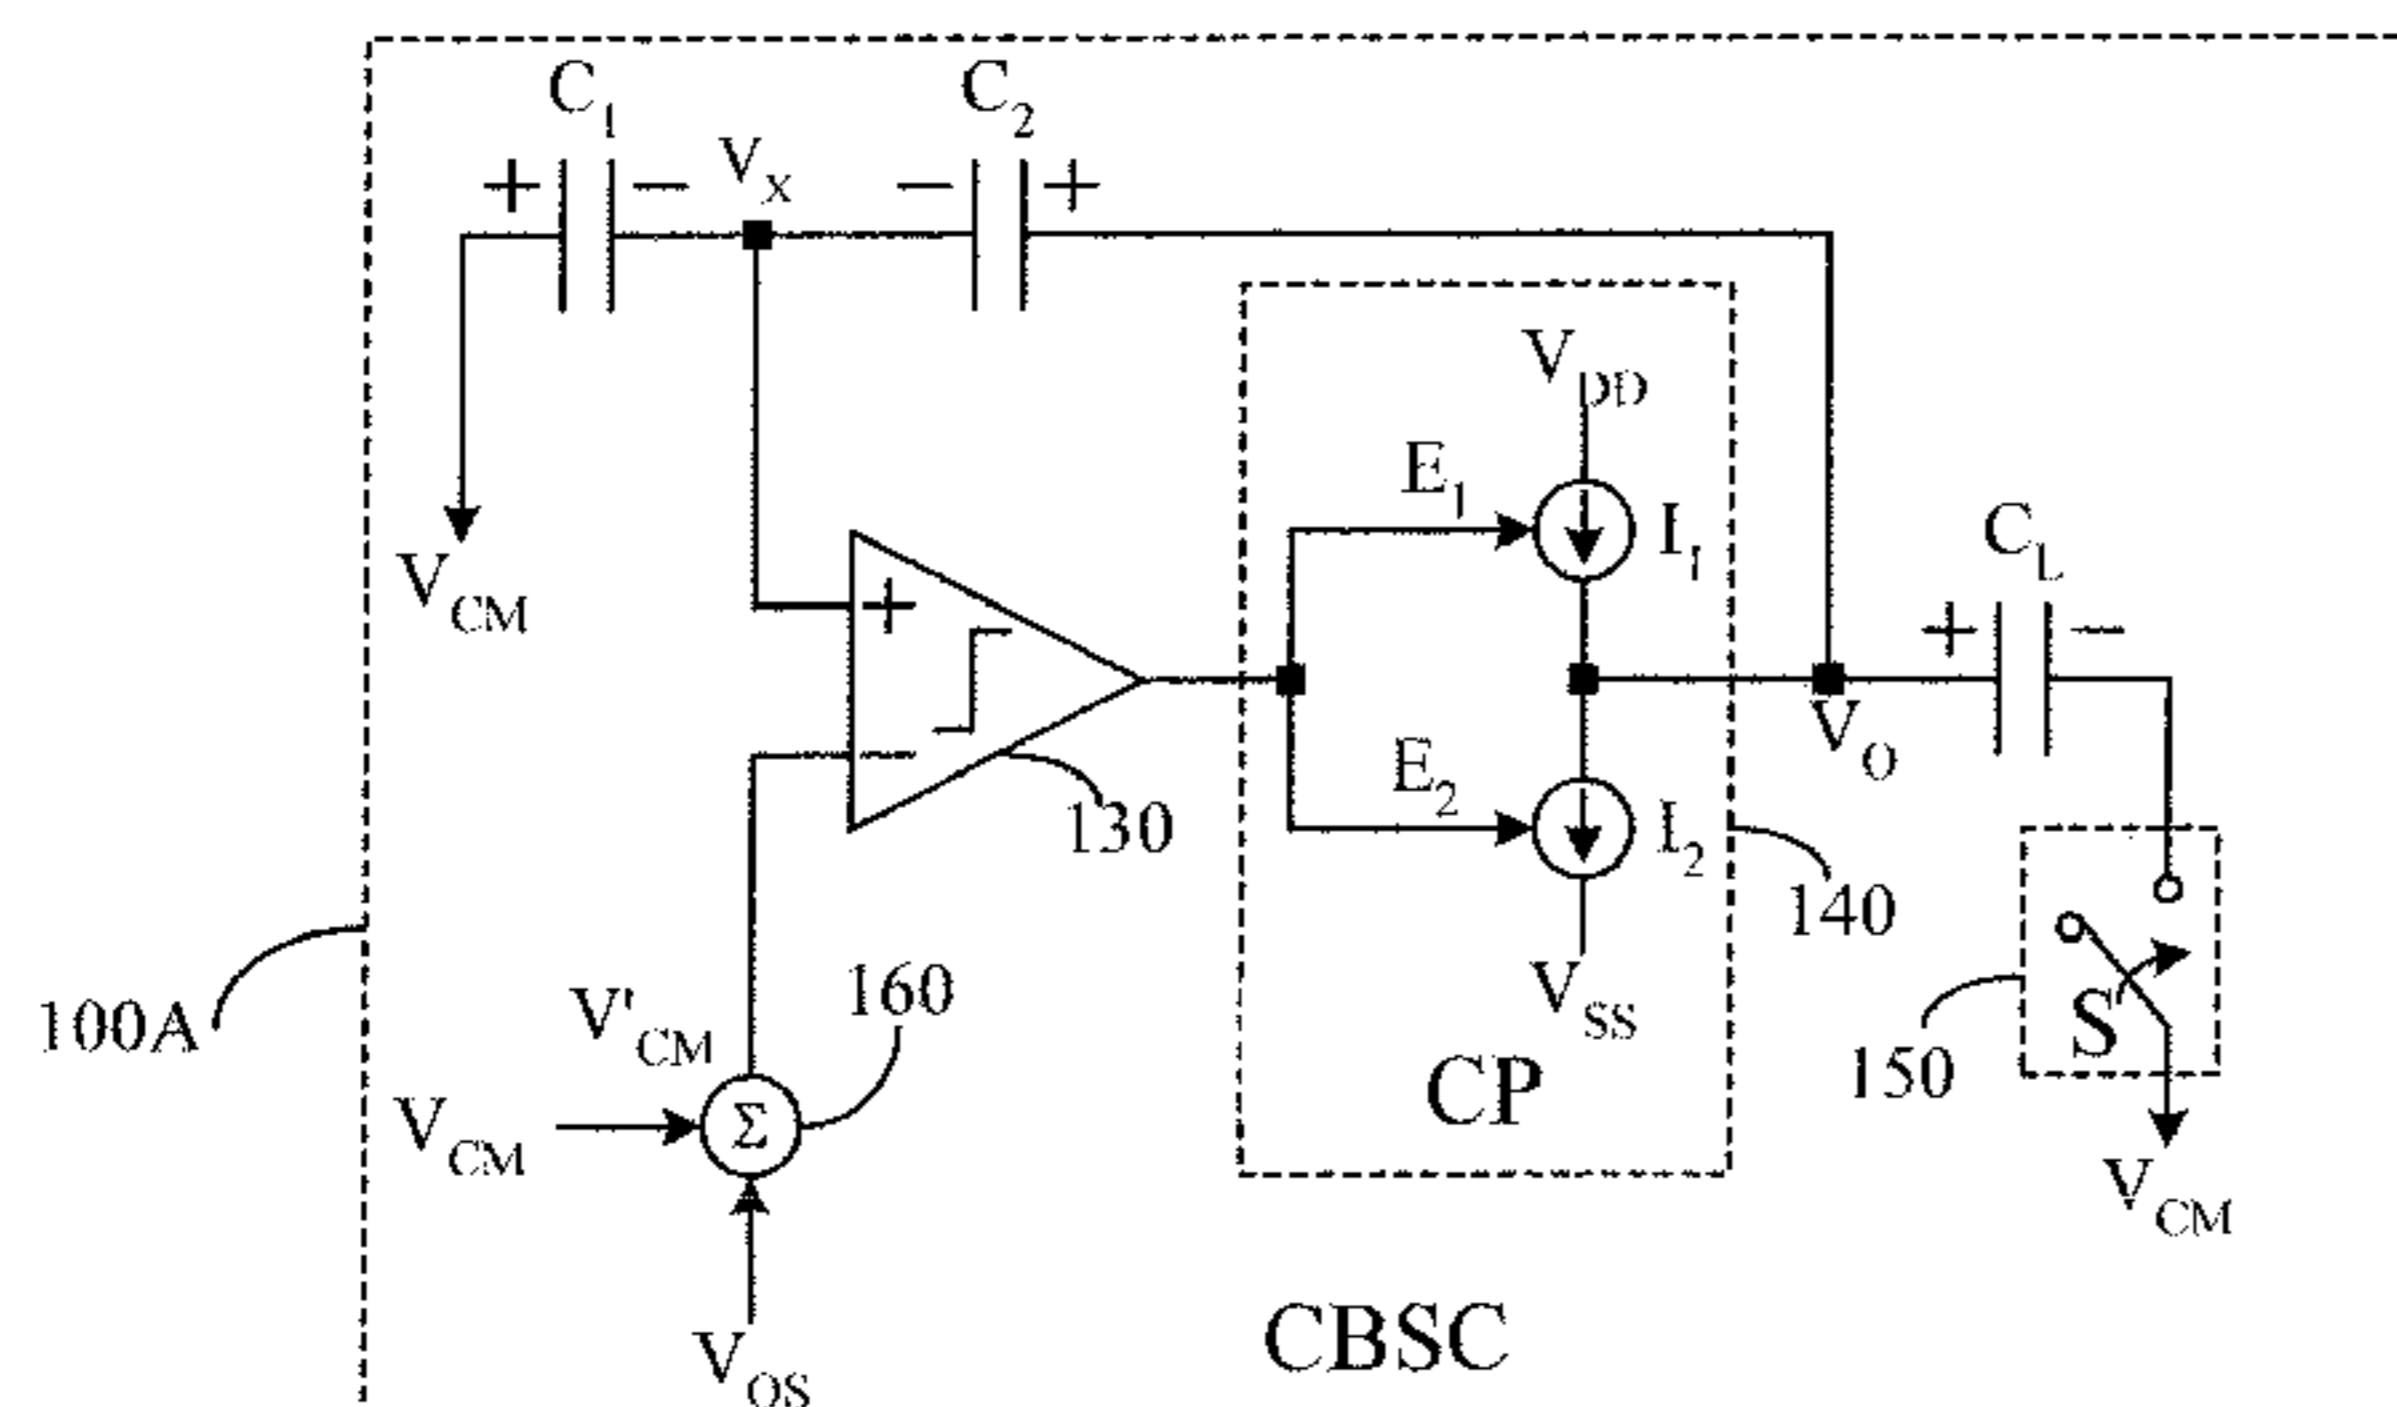 C1
C2
+ −
VX
− +
VDD
E1
I1
CL
VCM
+
+ −
VO
−
E2
I2
130
140
V'CM
160
VSS
S
100A
150
CP
VCM
Σ
VCM
VOS
CBSC